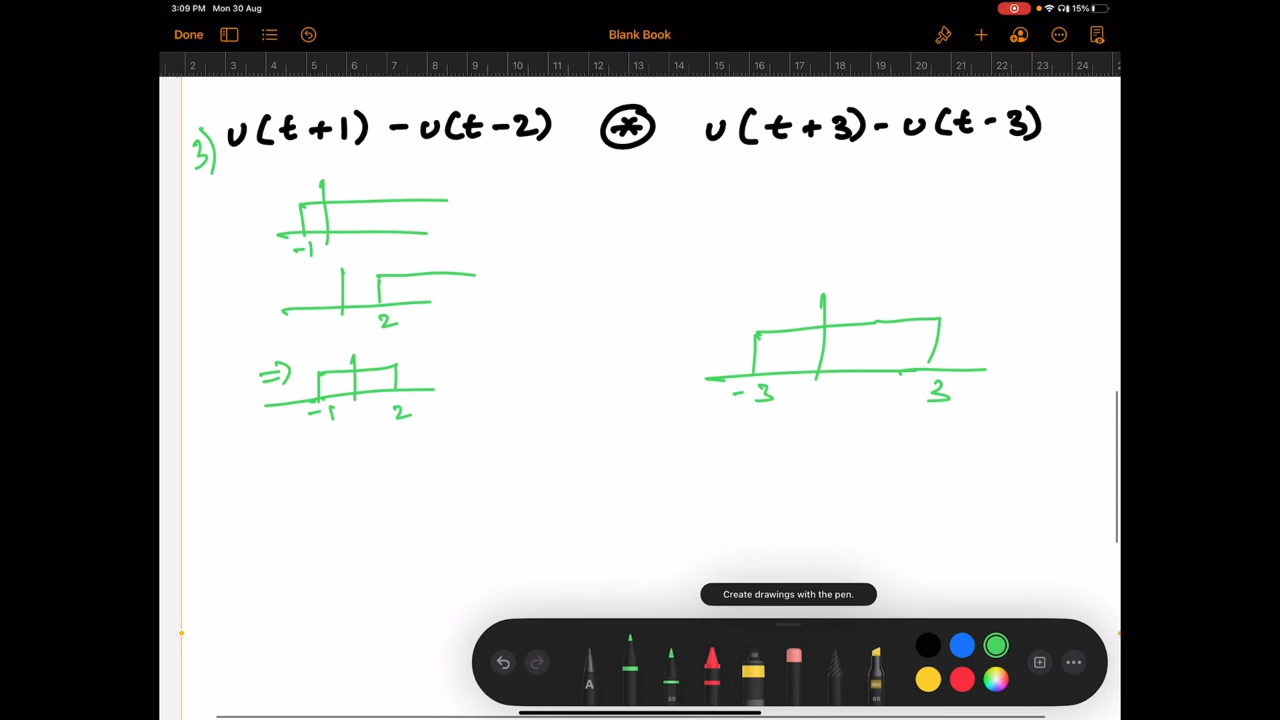 3:09 PM Mon 30 Aug 15%
Done Blank Book
2 3 4 5 6 7 8 9 10 11 12 13 14 15 16 17 18 19 20 21 22 23 24
3) u(t+1) -u(t-2) * u(t+3)-u(t-3)
-1
2
=> -1 2
-3 3
Create drawings with the pen.
A 50 80